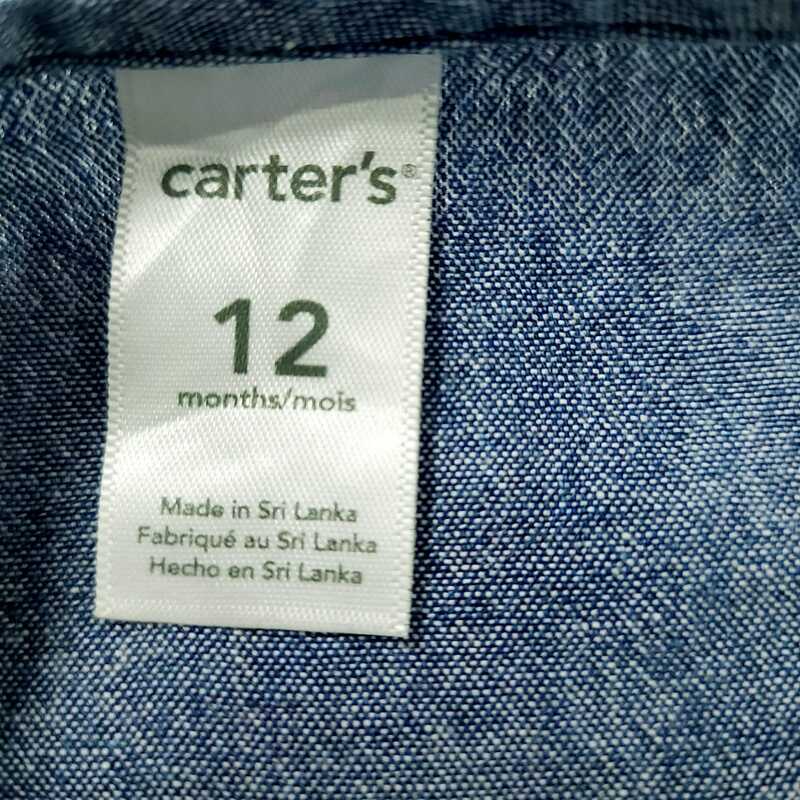 carter's®
12
months/mois
Made in Sri Lanka
Fabriqué au Sri Lanka
Hecho en Sri Lanka